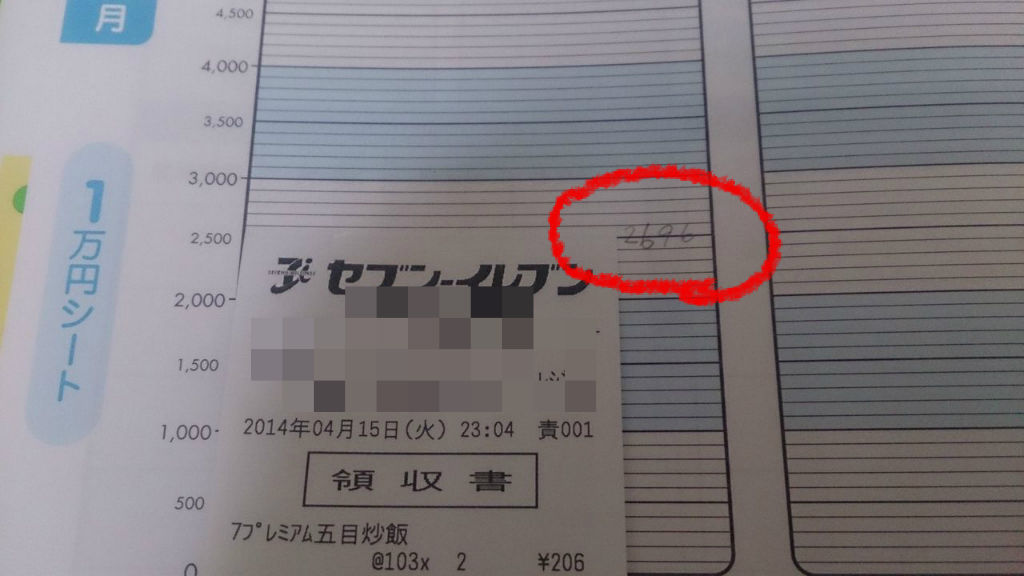 月
4,500
4,000
3,500
3,000
2,500
2,000
1,500
1,000
500
0
1万円シート
2696
セブン-イレブン
2014年04月15日(火) 23:04 責001
領収書
7プレミアム五目炒飯
@103x 2 ¥206